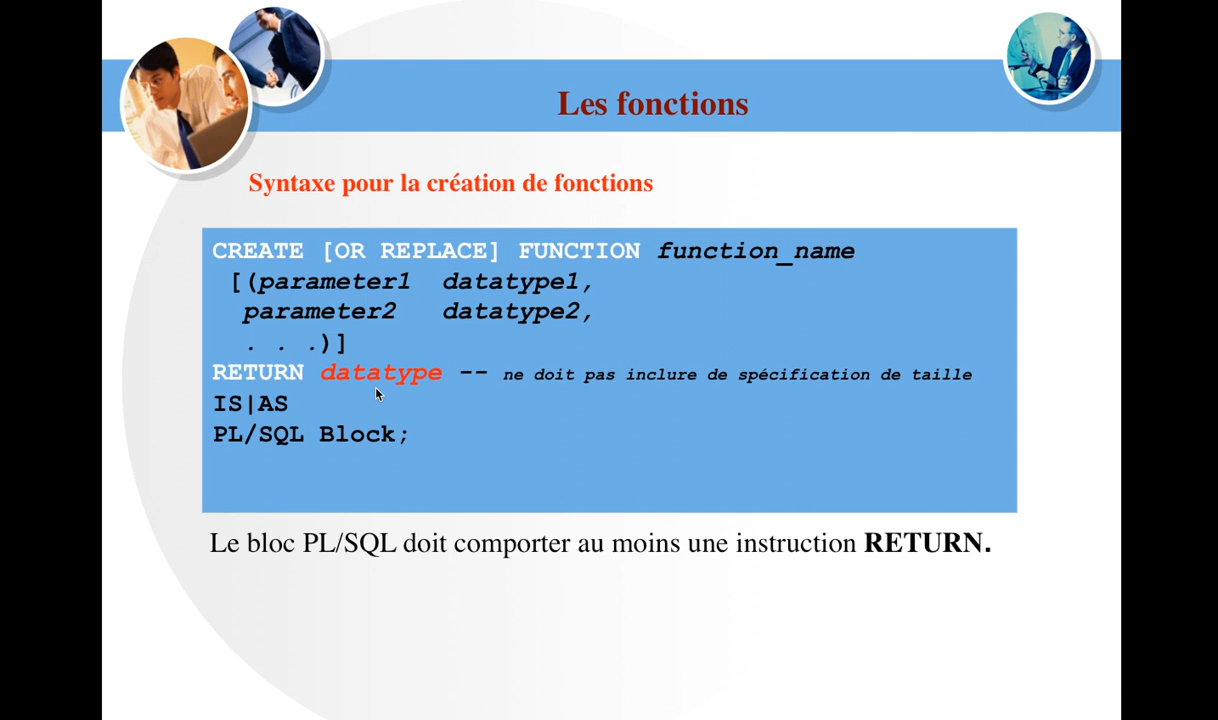 Les fonctions
Syntaxe pour la création de fonctions
CREATE [OR REPLACE] FUNCTION function_name
[(parameter1 datatype1,
parameter2 datatype2,
. . .)]
RETURN datatype -- ne doit pas inclure de spécification de taille
IS|AS
PL/SQL Block;
Le bloc PL/SQL doit comporter au moins une instruction RETURN.